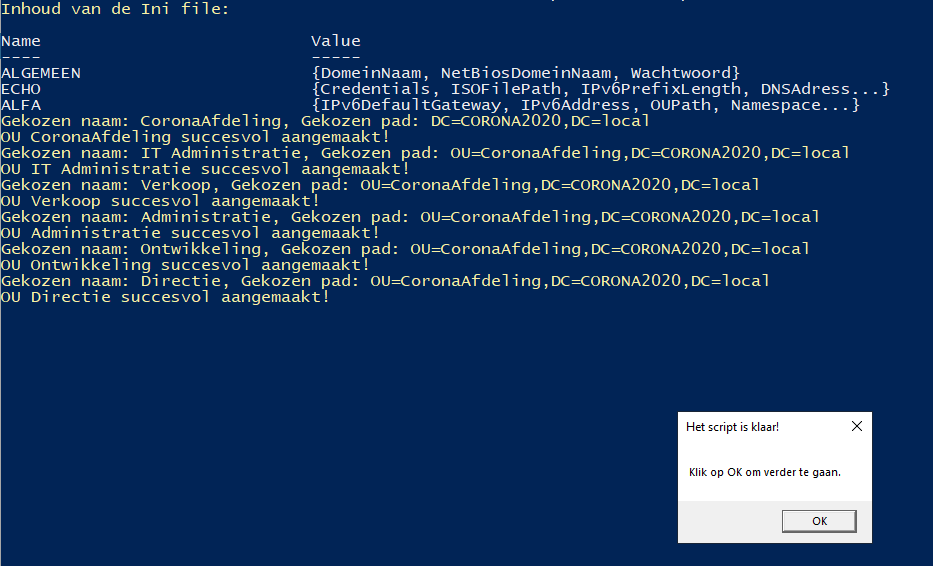 Inhoud van de Ini file:
Name Value
---- -----
ALGEMEEN {DomeinNaam, NetBiosDomeinNaam, Wachtwoord}
ECHO {Credentials, ISOFilePath, IPv6PrefixLength, DNSAdress...}
ALFA {IPv6DefaultGateway, IPv6Address, OUPath, Namespace...}
Gekozen naam: CoronaAfdeling, Gekozen pad: DC=CORONA2020,DC=local
OU CoronaAfdeling succesvol aangemaakt!
Gekozen naam: IT Administratie, Gekozen pad: OU=CoronaAfdeling,DC=CORONA2020,DC=local
OU IT Administratie succesvol aangemaakt!
Gekozen naam: Verkoop, Gekozen pad: OU=CoronaAfdeling,DC=CORONA2020,DC=local
OU Verkoop succesvol aangemaakt!
Gekozen naam: Administratie, Gekozen pad: OU=CoronaAfdeling,DC=CORONA2020,DC=local
OU Administratie succesvol aangemaakt!
Gekozen naam: Ontwikkeling, Gekozen pad: OU=CoronaAfdeling,DC=CORONA2020,DC=local
OU Ontwikkeling succesvol aangemaakt!
Gekozen naam: Directie, Gekozen pad: OU=CoronaAfdeling,DC=CORONA2020,DC=local
OU Directie succesvol aangemaakt!
Het script is klaar!
Klik op OK om verder te gaan.
OK